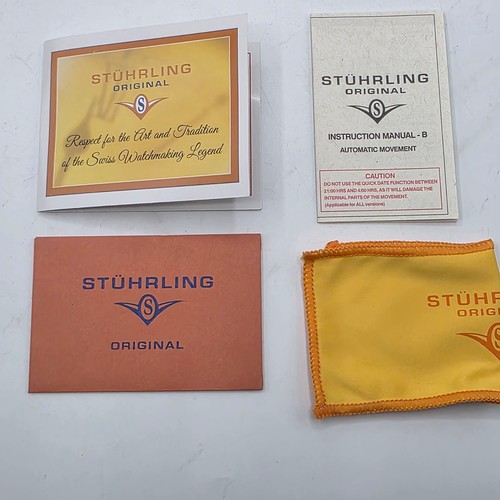 STÜHRLING
ORIGINAL
S
Respect for the Art and Tradition
of the Swiss Watchmaking Legend
STÜHRLING
ORIGINAL
S
INSTRUCTION MANUAL - B
AUTOMATIC MOVEMENT
CAUTION
DO NOT USE THE QUICK DATE FUNCTION BETWEEN
21:00 HRS AND 4:00 HRS, AS IT WILL DAMAGE THE
INTERNAL PARTS OF THE MOVEMENT.
(Applicable for ALL versions)
STÜHRLING
S
ORIGINAL
STÜHR
ORIGI
S